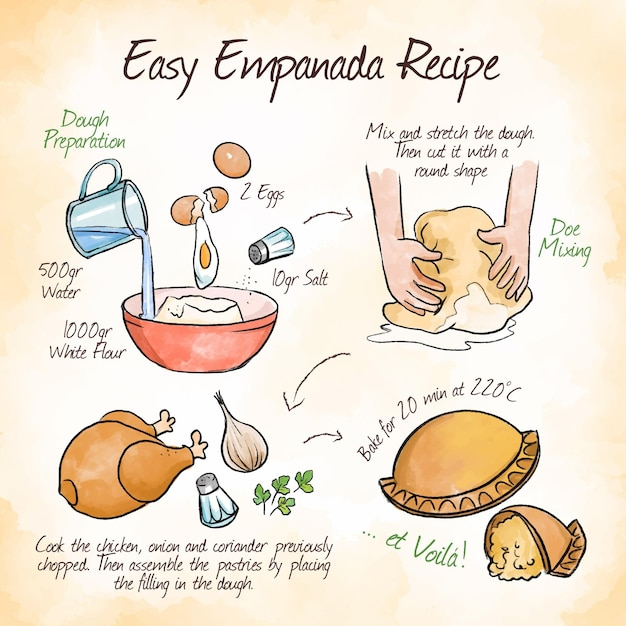 Easy Empanada Recipe
Dough
Preparation
2 Eggs
10gr Salt
500gr
Water
1000gr
White Flour
Mix and stretch the dough.
Then cut it with a
round shape
Doe
Mixing
Cook the chicken, onion and coriander previously
chopped. Then assemble the pastries by placing
the filling in the dough.
Bake for 20 min at 220°C
... et Voilá!